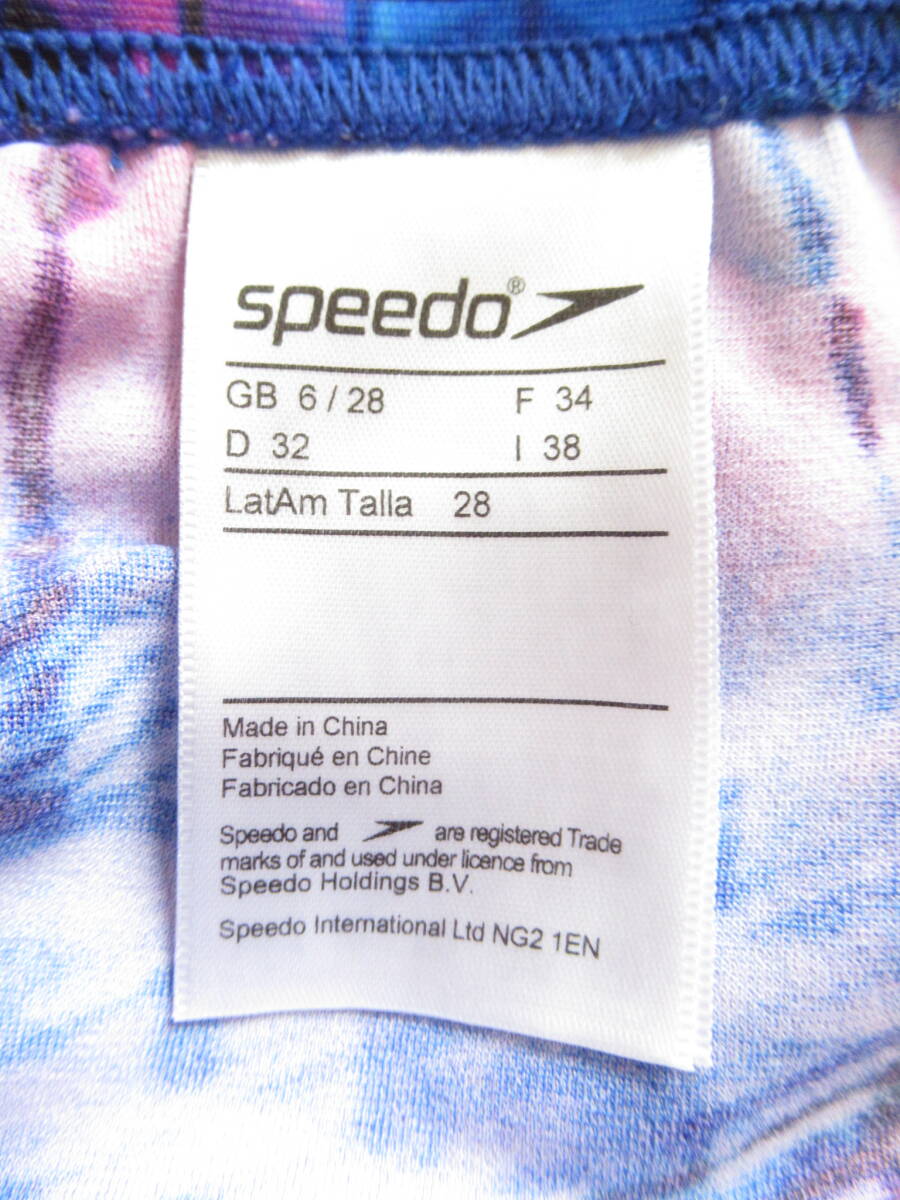 speedo®
GB 6 / 28 F 34
D 32 I 38
LatAm Talla 28
Made in China
Fabriqué en Chine
Fabricado en China
Speedo and are registered Trade
marks of and used under licence from
Speedo Holdings B.V.
Speedo International Ltd NG2 1EN